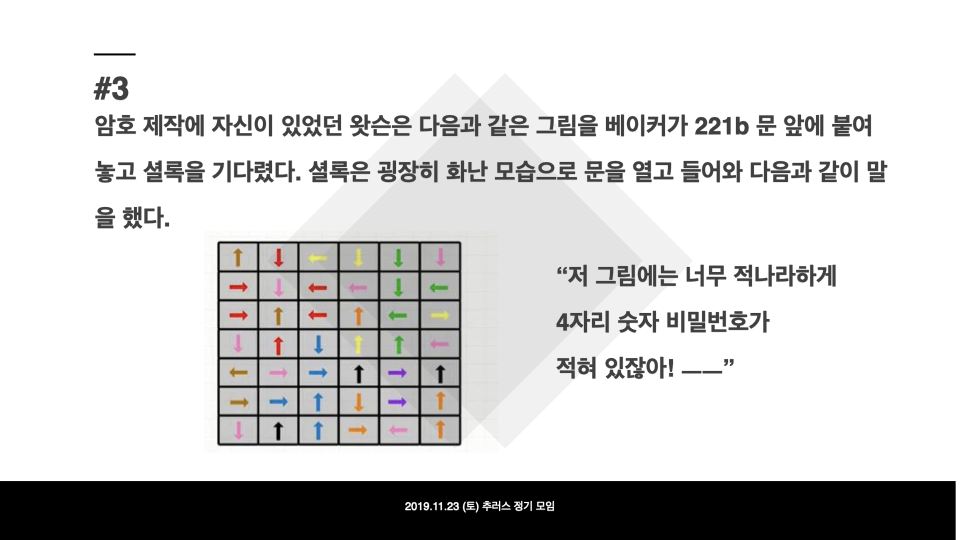 #3
암호 제작에 자신이 있었던 왓슨은 다음과 같은 그림을 베이커가 221b 문 앞에 붙여
놓고 셜록을 기다렸다. 셜록은 굉장히 화난 모습으로 문을 열고 들어와 다음과 같이 말
을 했다.
“저 그림에는 너무 적나라하게
4자리 숫자 비밀번호가
적혀 있잖아! ㅡㅡ”
2019.11.23 (토) 추러스 정기 모임